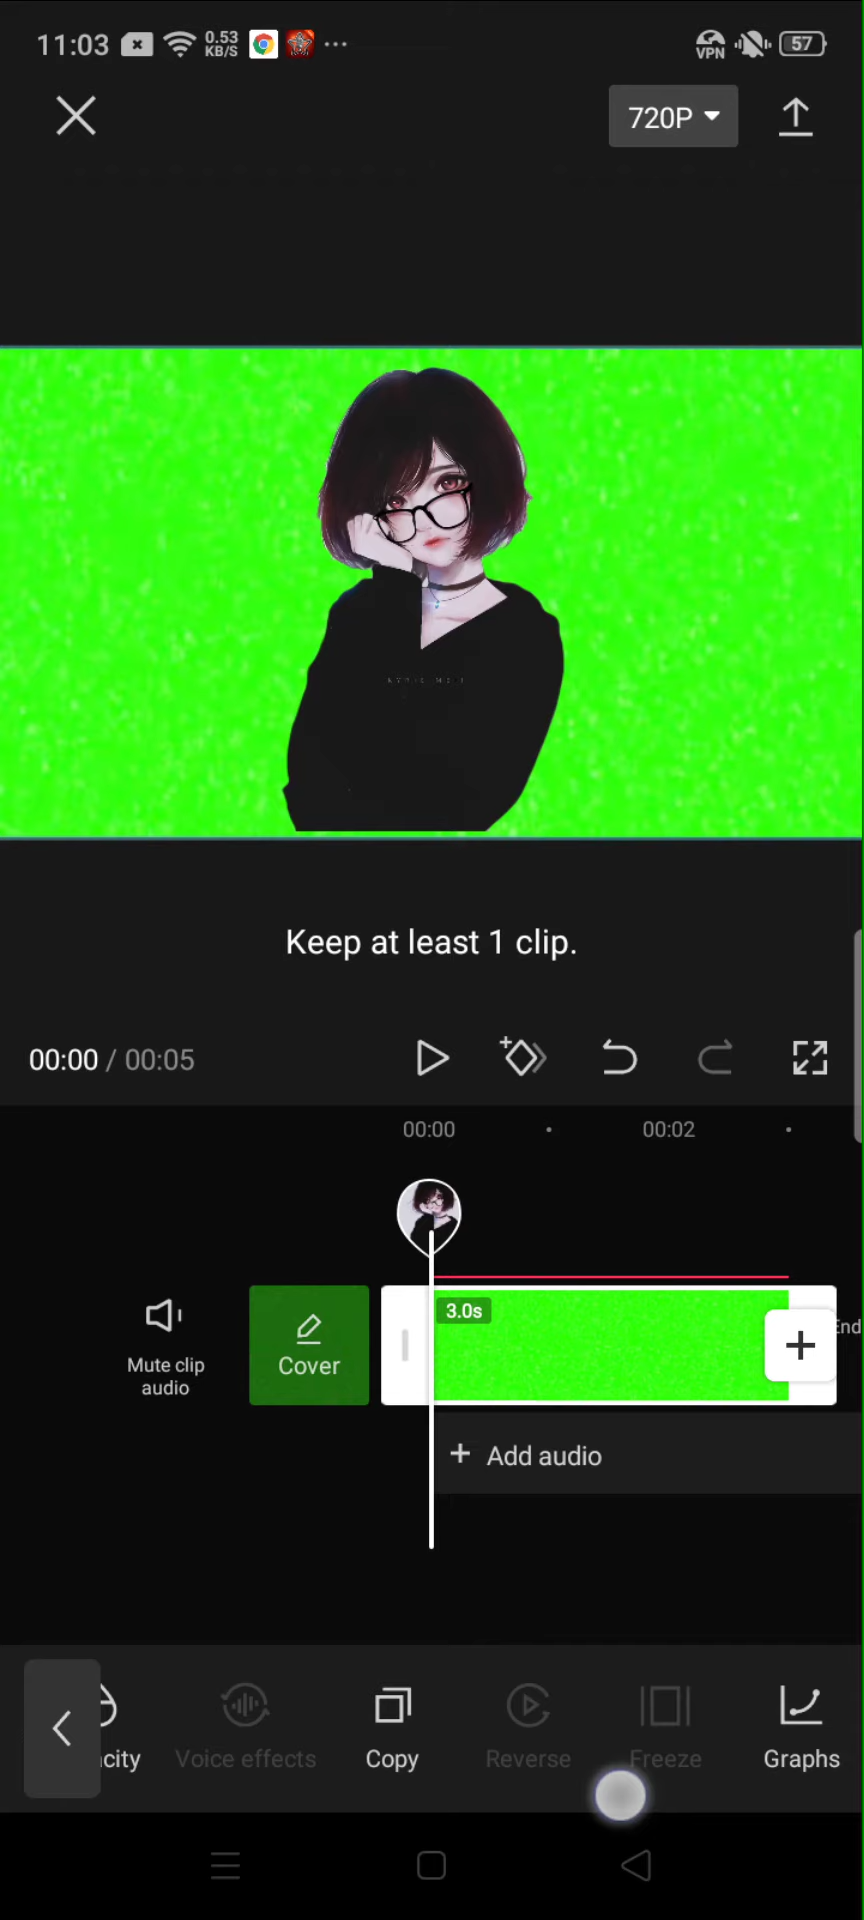 11:03 0.53 KB/S VPN 57
720P
Keep at least 1 clip.
00:00 / 00:05
00:00 00:02
3.0s
End
Mute clip
audio
Cover
+ Add audio
city Voice effects Copy Reverse Freeze Graphs